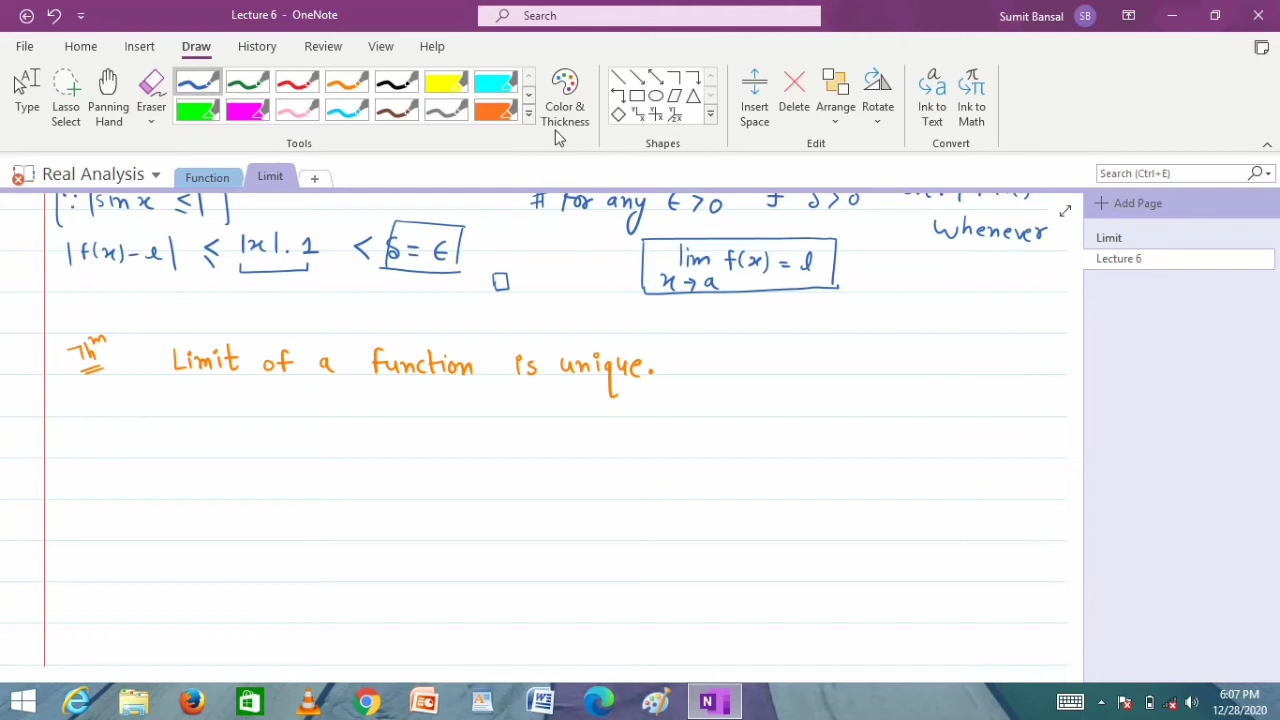 Lecture 6 - OneNote
Search
Sumit Bansal SB
File Home Insert Draw History Review View Help
Type
Lasso Select
Panning Hand
Eraser
Color & Thickness
Insert Space
Delete
Arrange
Rotate
Ink to Text
Ink to Math
Tools
Shapes
Edit
Convert
Real Analysis
Function
Limit
Search (Ctrl+E)
Add Page
Limit
Lecture 6
[∵ |sin x| ≤ 1]
# For any ε > 0 ∃ δ > 0
whenever
|f(x) - l| ≤ |x| . 1 < δ = ε
lim f(x) = l
x → a
Thm Limit of a function is unique.
6:07 PM
12/28/2020